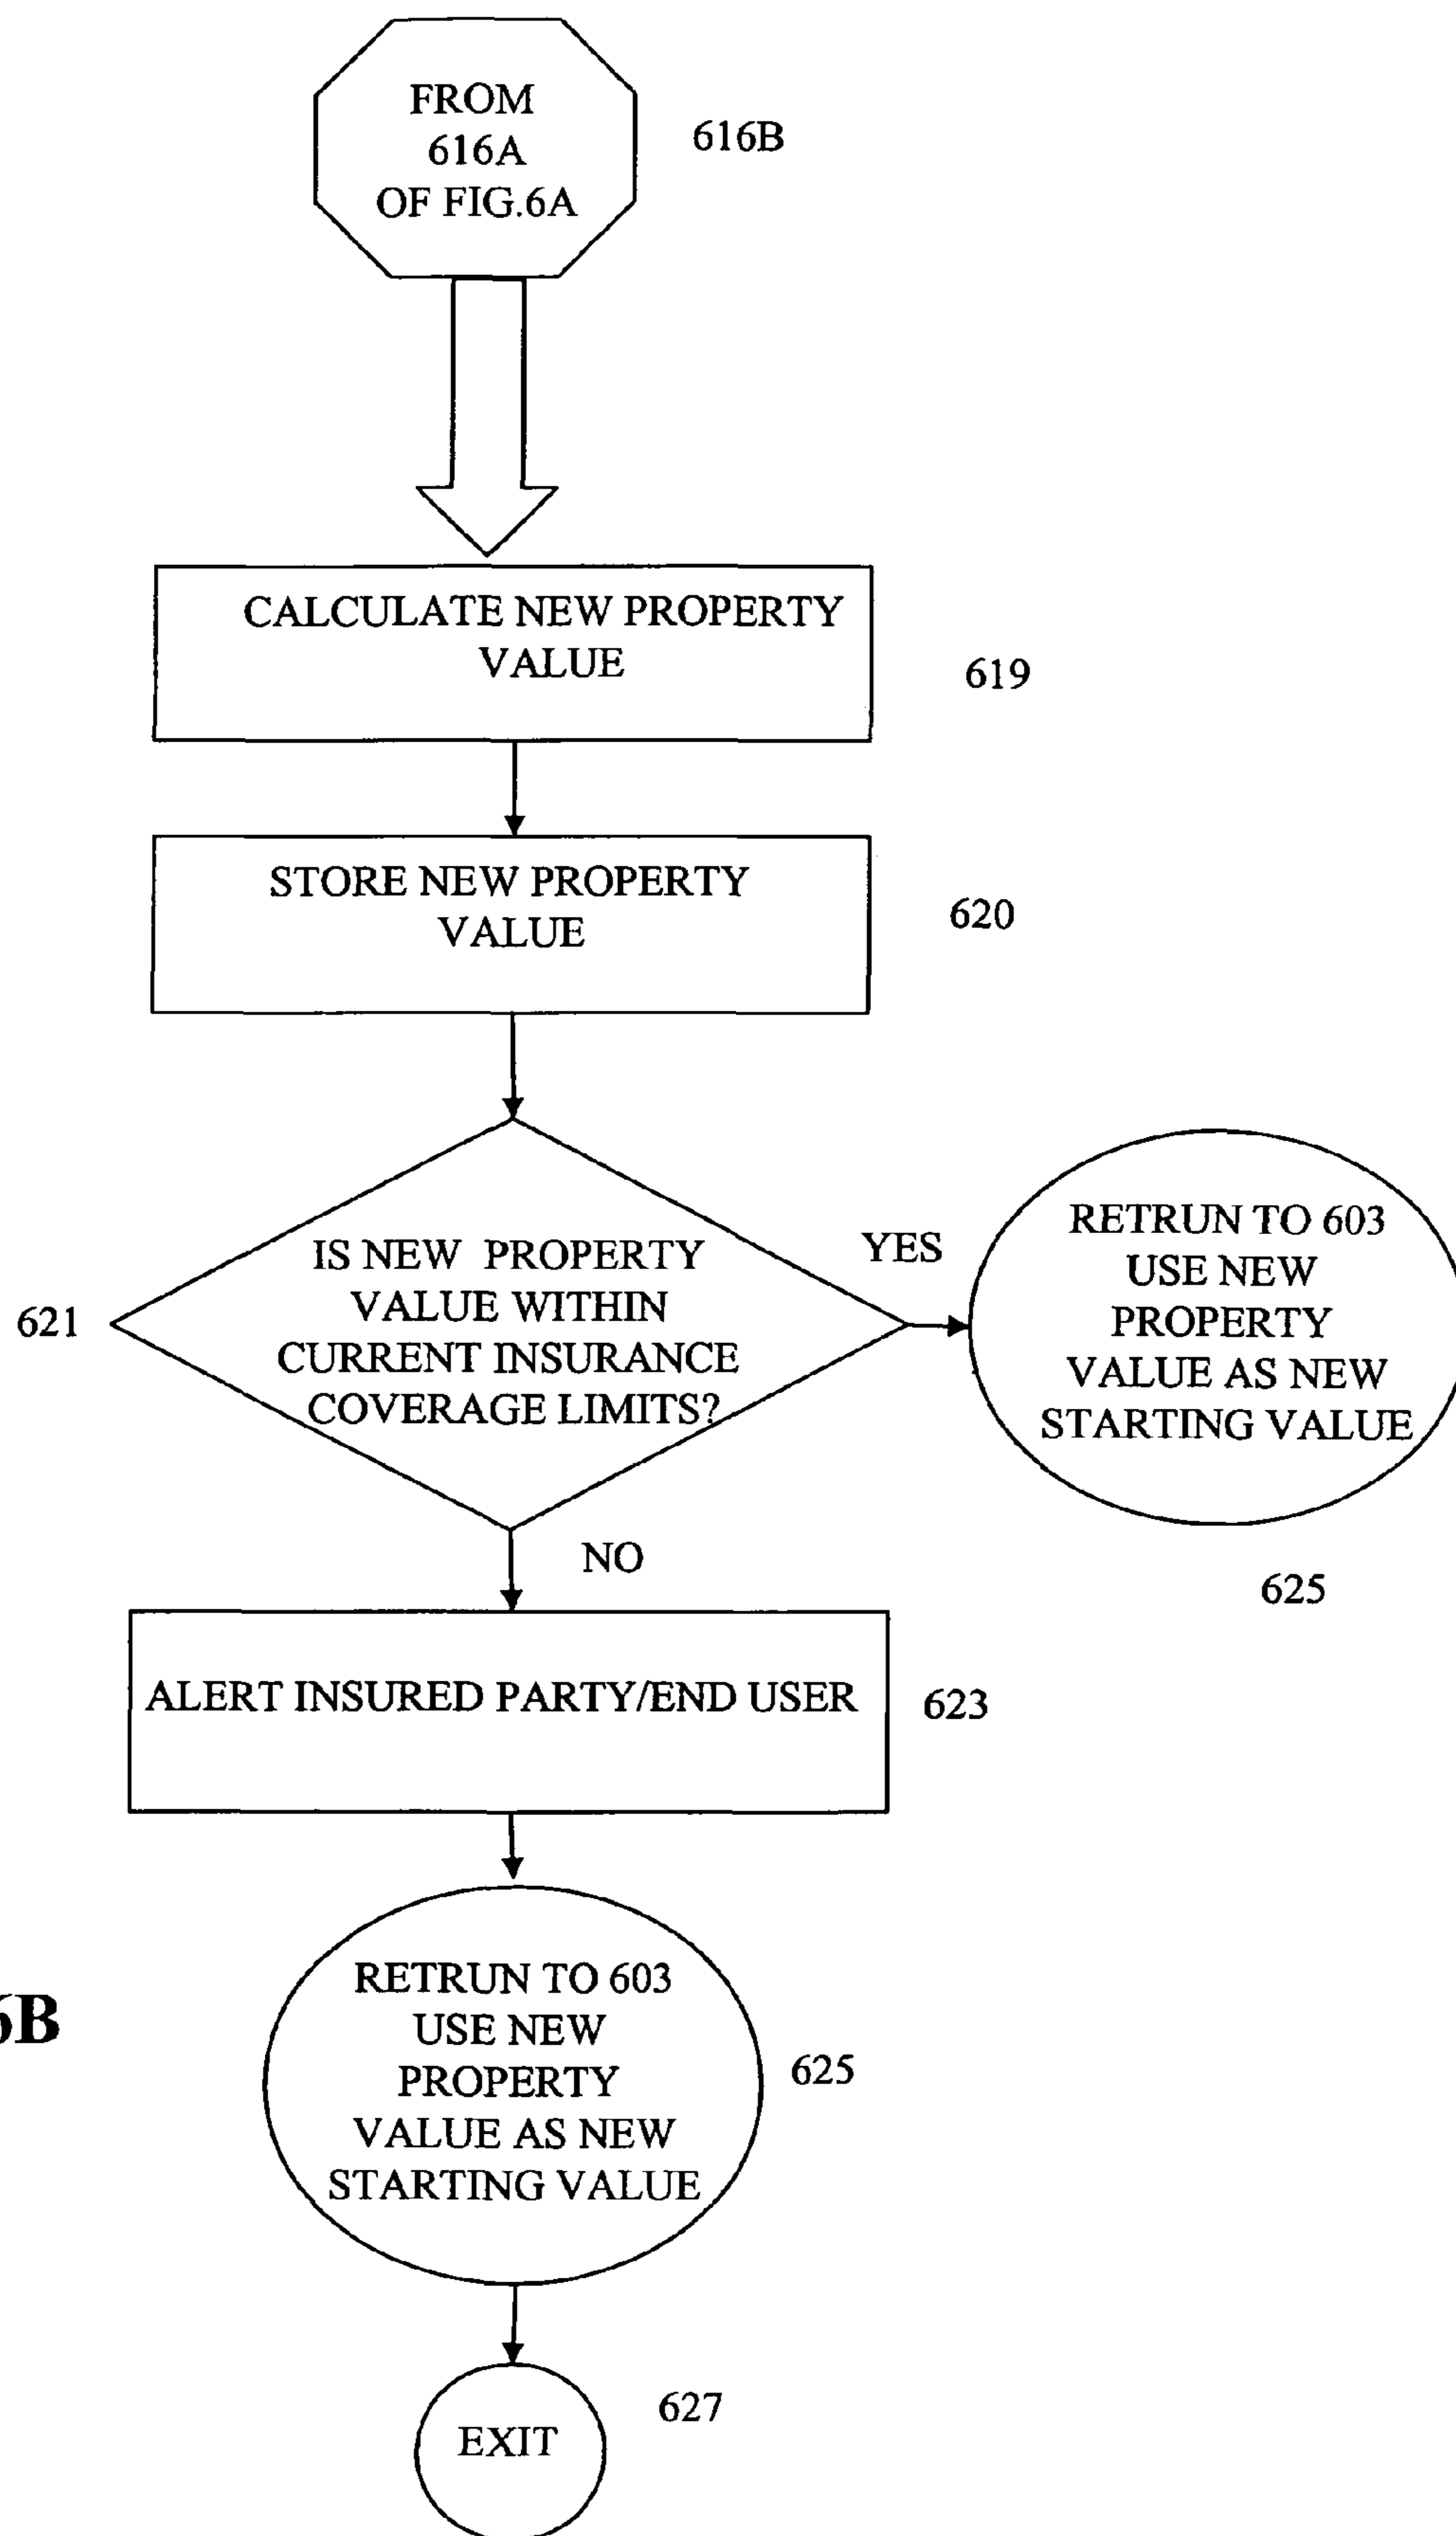 FROM
616A
OF FIG.6A
616B
CALCULATE NEW PROPERTY
VALUE
619
STORE NEW PROPERTY
VALUE
620
IS NEW PROPERTY
VALUE WITHIN
CURRENT INSURANCE
COVERAGE LIMITS?
621
YES
RETRUN TO 603
USE NEW
PROPERTY
VALUE AS NEW
STARTING VALUE
625
NO
ALERT INSURED PARTY/END USER
623
RETRUN TO 603
USE NEW
PROPERTY
VALUE AS NEW
STARTING VALUE
625
6B
EXIT
627